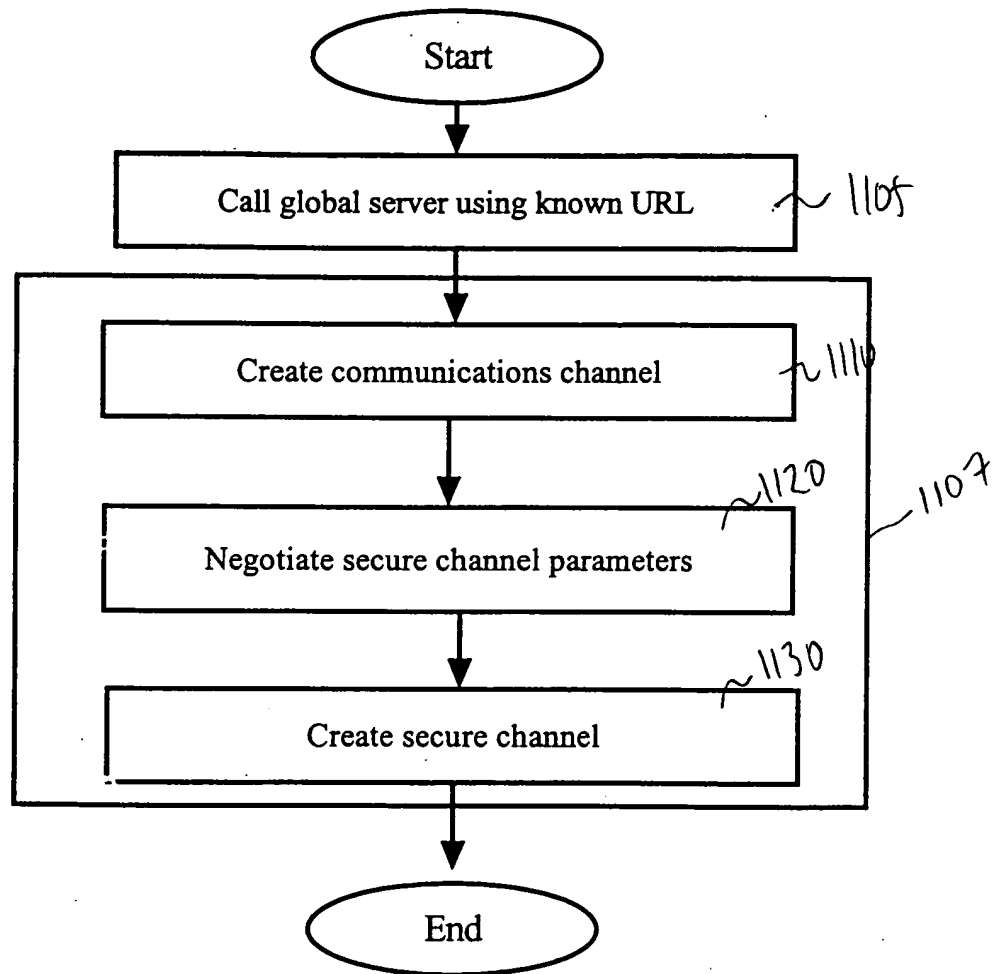 Start
Call global server using known URL
1105
Create communications channel
1110
1120
1107
Negotiate secure channel parameters
1130
Create secure channel
End